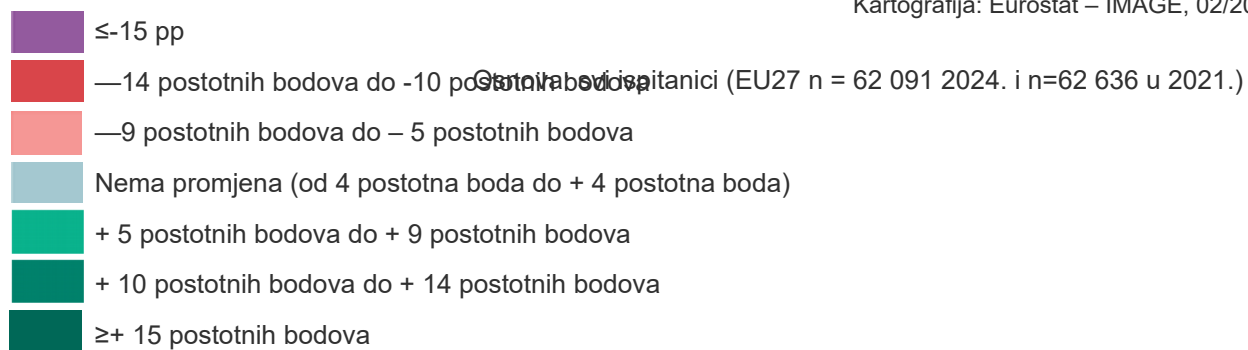 Kartografija: Eurostat – IMAGE, 02/20
≤-15 pp
—14 postotnih bodova do -10 postotnih bodova
Osnova: svi ispitanici (EU27 n = 62 091 2024. i n=62 636 u 2021.)
—9 postotnih bodova do – 5 postotnih bodova
Nema promjena (od 4 postotna boda do + 4 postotna boda)
+ 5 postotnih bodova do + 9 postotnih bodova
+ 10 postotnih bodova do + 14 postotnih bodova
≥+ 15 postotnih bodova